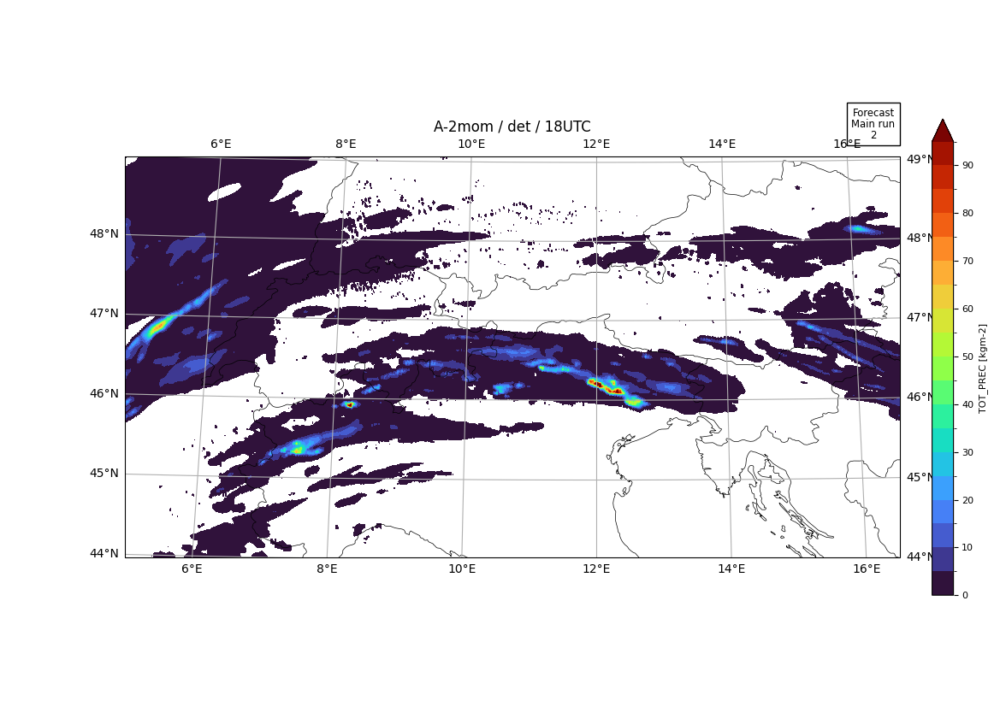 Forecast
Main run
2
A-2mom / det / 18UTC
6°E 8°E 10°E 12°E 14°E 16°E
49°N
48°N 48°N
47°N 47°N
46°N 46°N
45°N 45°N
44°N 44°N
6°E 8°E 10°E 12°E 14°E 16°E
90
80
70
60
50
40
30
20
10
0
TOT_PREC [kgm-2]